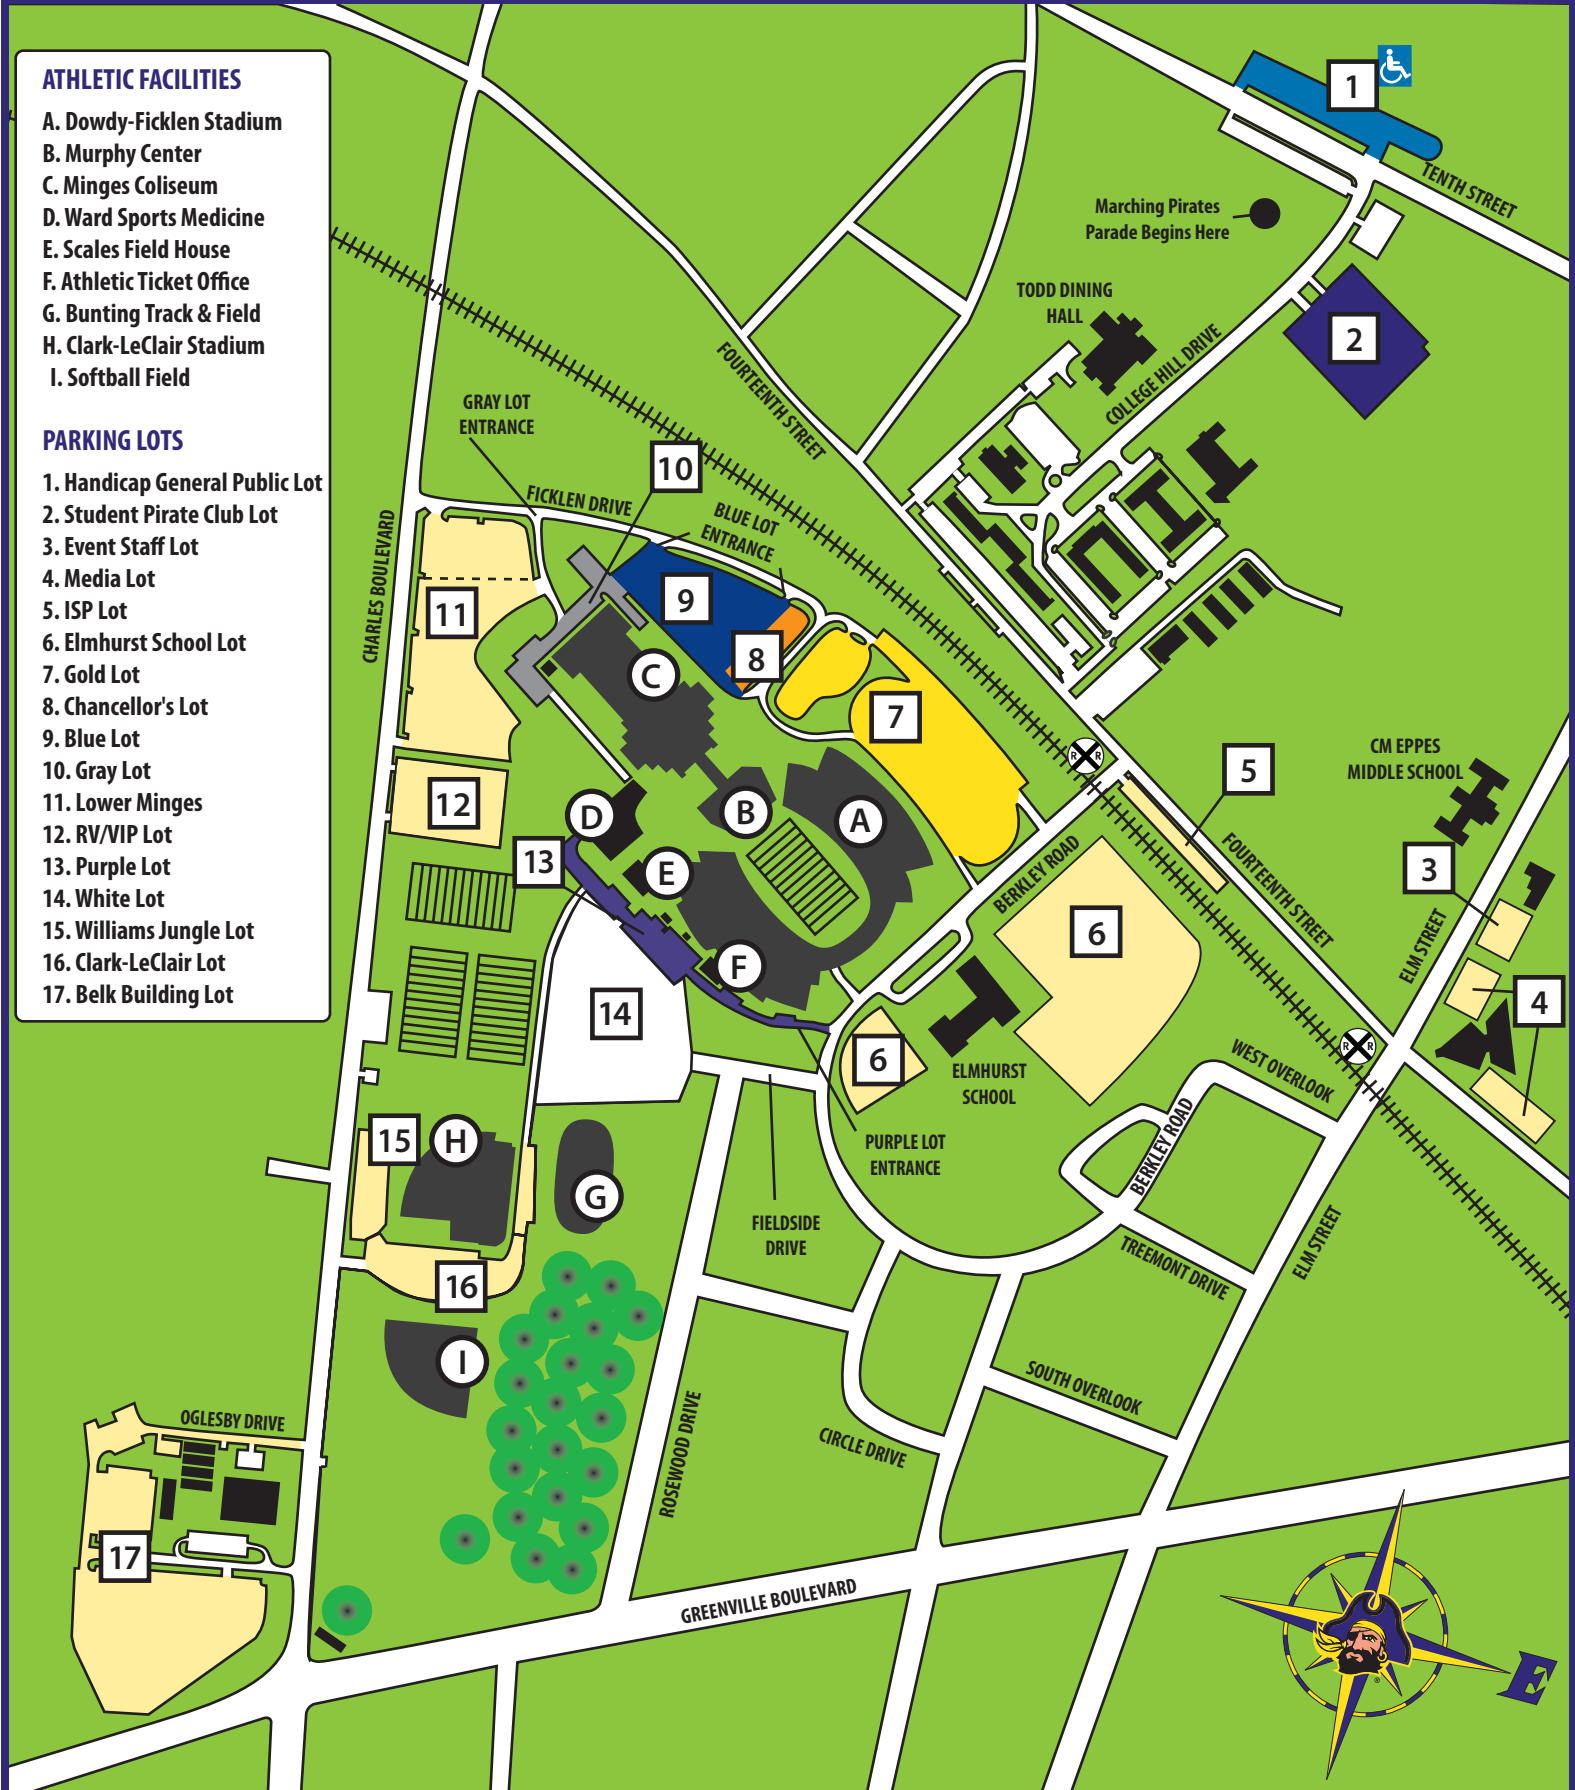 ATHLETIC FACILITIES
A. Dowdy-Ficklen Stadium
B. Murphy Center
C. Minges Coliseum
D. Ward Sports Medicine
E. Scales Field House
F. Athletic Ticket Office
G. Bunting Track & Field
H. Clark-LeClair Stadium
I. Softball Field
PARKING LOTS
1. Handicap General Public Lot
2. Student Pirate Club Lot
3. Event Staff Lot
4. Media Lot
5. ISP Lot
6. Elmhurst School Lot
7. Gold Lot
8. Chancellor's Lot
9. Blue Lot
10. Gray Lot
11. Lower Minges
12. RV/VIP Lot
13. Purple Lot
14. White Lot
15. Williams Jungle Lot
16. Clark-LeClair Lot
17. Belk Building Lot
1
TENTH STREET
Marching Pirates
Parade Begins Here
TODD DINING
HALL
2
COLLEGE HILL DRIVE
FOURTEENTH STREET
GRAY LOT
ENTRANCE
10
FICKLEN DRIVE
BLUE LOT
ENTRANCE
CHARLES BOULEVARD
9
11
8
C
7
R R
CM EPPES
MIDDLE SCHOOL
5
12
D
B
A
13
E
BERKLEY ROAD
FOURTEENTH STREET
3
6
ELM STREET
F
4
14
6
R R
ELMHURST
SCHOOL
WEST OVERLOOK
15
H
PURPLE LOT
ENTRANCE
BERKLEY ROAD
G
FIELDSIDE
DRIVE
TREEMONT DRIVE
ELM STREET
16
I
SOUTH OVERLOOK
OGLESBY DRIVE
ROSEWOOD DRIVE
CIRCLE DRIVE
17
GREENVILLE BOULEVARD
E
®